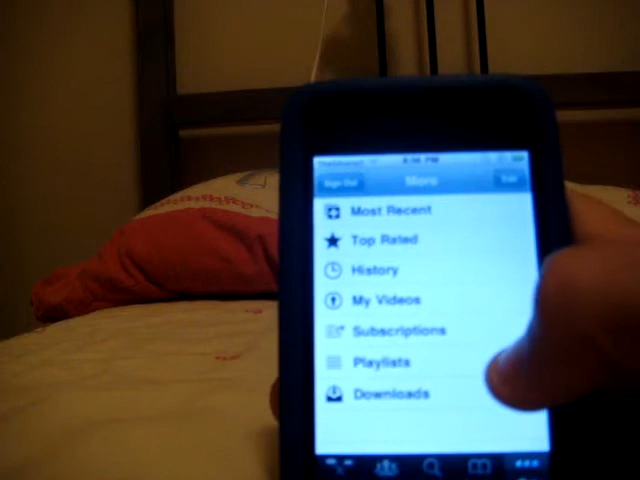 Sign Out More Edit
Most Recent
Top Rated
History
My Videos
Subscriptions
Playlists
Downloads